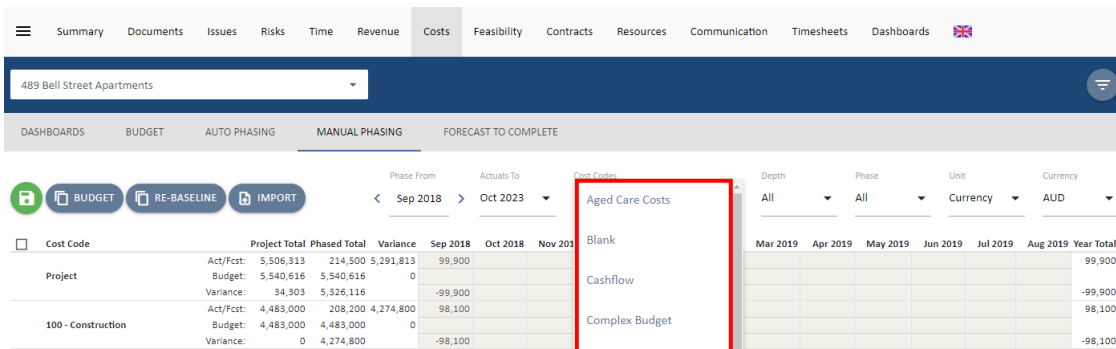 Summary Documents Issues Risks Time Revenue Costs Feasibility Contracts Resources Communication Timesheets Dashboards
489 Bell Street Apartments
DASHBOARDS BUDGET AUTO PHASING MANUAL PHASING FORECAST TO COMPLETE
Phase From Actuals To Cost Codes Depth Phase Unit Currency
BUDGET RE-BASELINE IMPORT Sep 2018 Oct 2023 Aged Care Costs All All Currency AUD
Blank
Cost Code Project Total Phased Total Variance Sep 2018 Oct 2018 Nov 201 Mar 2019 Apr 2019 May 2019 Jun 2019 Jul 2019 Aug 2019 Year Total
Act/Fcst: 5,506,313 214,500 5,291,813 99,900 99,900
Project Budget: 5,540,616 5,540,616 0 Cashflow
Variance: 34,303 5,326,116 -99,900 -99,900
Act/Fcst: 4,483,000 208,200 4,274,800 98,100 98,100
100 - Construction Budget: 4,483,000 4,483,000 0 Complex Budget
Variance: 0 4,274,800 -98,100 -98,100